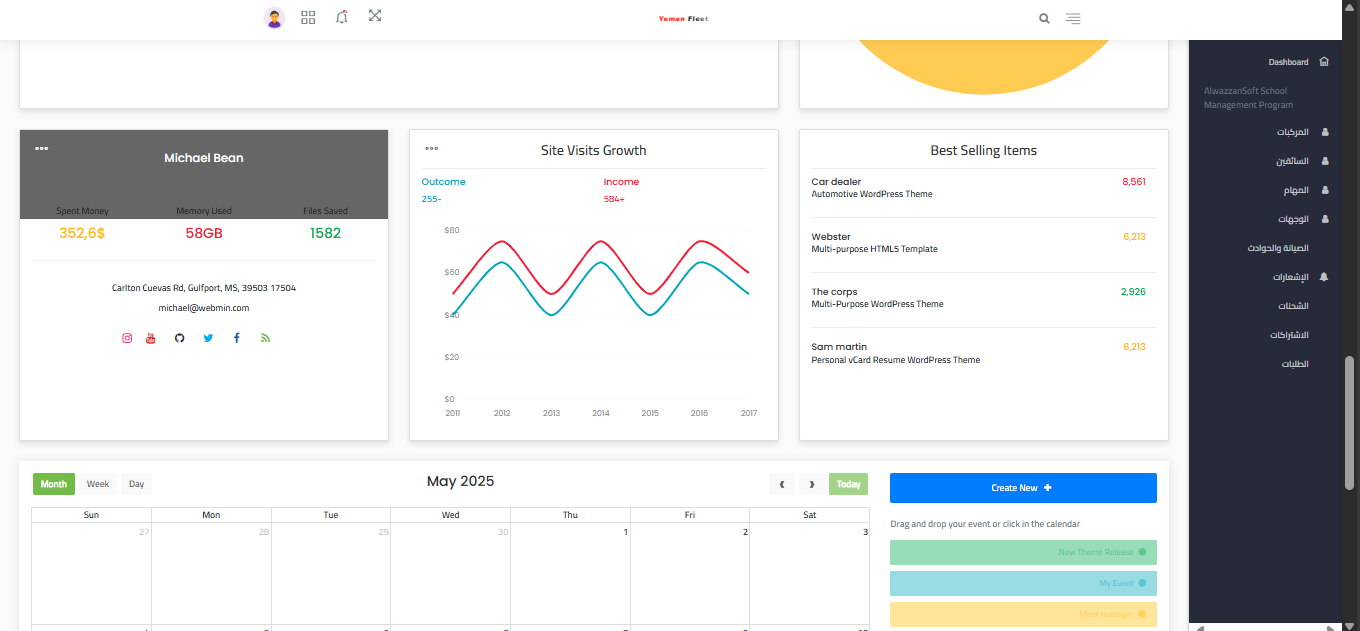 Yemen Fleet
Dashboard
AlwazzanSoft School
Management Program
المركبات
السائقين
المهام
الوجهات
الصيانة والحوادث
الإشعارات
الشحنات
الاشتراكات
الطلبات
Michael Bean
Spent Money
Memory Used
Files Saved
352,6$
58GB
1582
Carlton Cuevas Rd, Gulfport, MS, 39503 17504
michael@webmin.com
Site Visits Growth
Outcome
Income
255-
584+
$80
$60
$40
$20
$0
2011 2012 2013 2014 2015 2016 2017
Best Selling Items
Car dealer 8,561
Automotive WordPress Theme
Webster 6,213
Multi-purpose HTML5 Template
The corps 2,926
Multi-Purpose WordPress Theme
Sam martin 6,213
Personal vCard Resume WordPress Theme
Month Week Day
May 2025
Today
Sun Mon Tue Wed Thu Fri Sat
27 28 29 30 1 2 3
Create New
Drag and drop your event or click in the calendar
New Theme Release
My Event
Meet manager